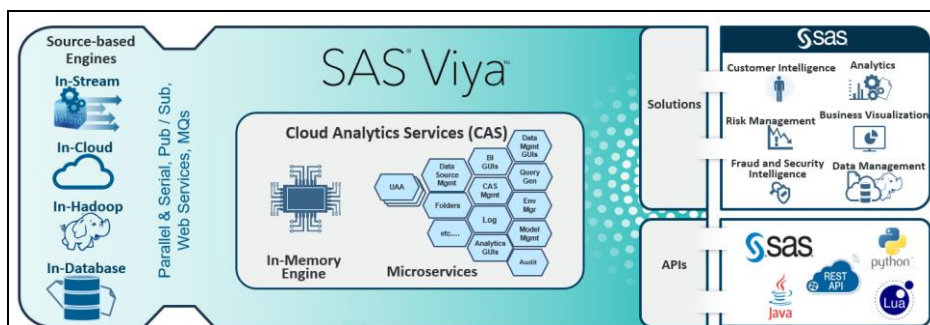 Source-based
Engines
In-Stream
In-Cloud
In-Hadoop
In-Database
Parallel & Serial, Pub / Sub,
Web Services, MQs
SAS® Viya™
Cloud Analytics Services (CAS)
In-Memory
Engine
UAA
Data
Source
Mgmt
Folders
etc....
BI
GUIs
CAS
Mgmt
Log
Analytics
GUIs
Data
Mgmt
GUIs
Query
Gen
Env
Mgr
Model
Mgmt
Audit
Microservices
Solutions
APIs
sas
Customer Intelligence
Analytics
Risk Management
Business Visualization
Fraud and Security
Intelligence
Data Management
sas
python
REST
API
Java
Lua